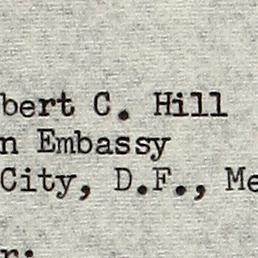 bert C. Hill
n Embassy
City, D.F., Me
r: